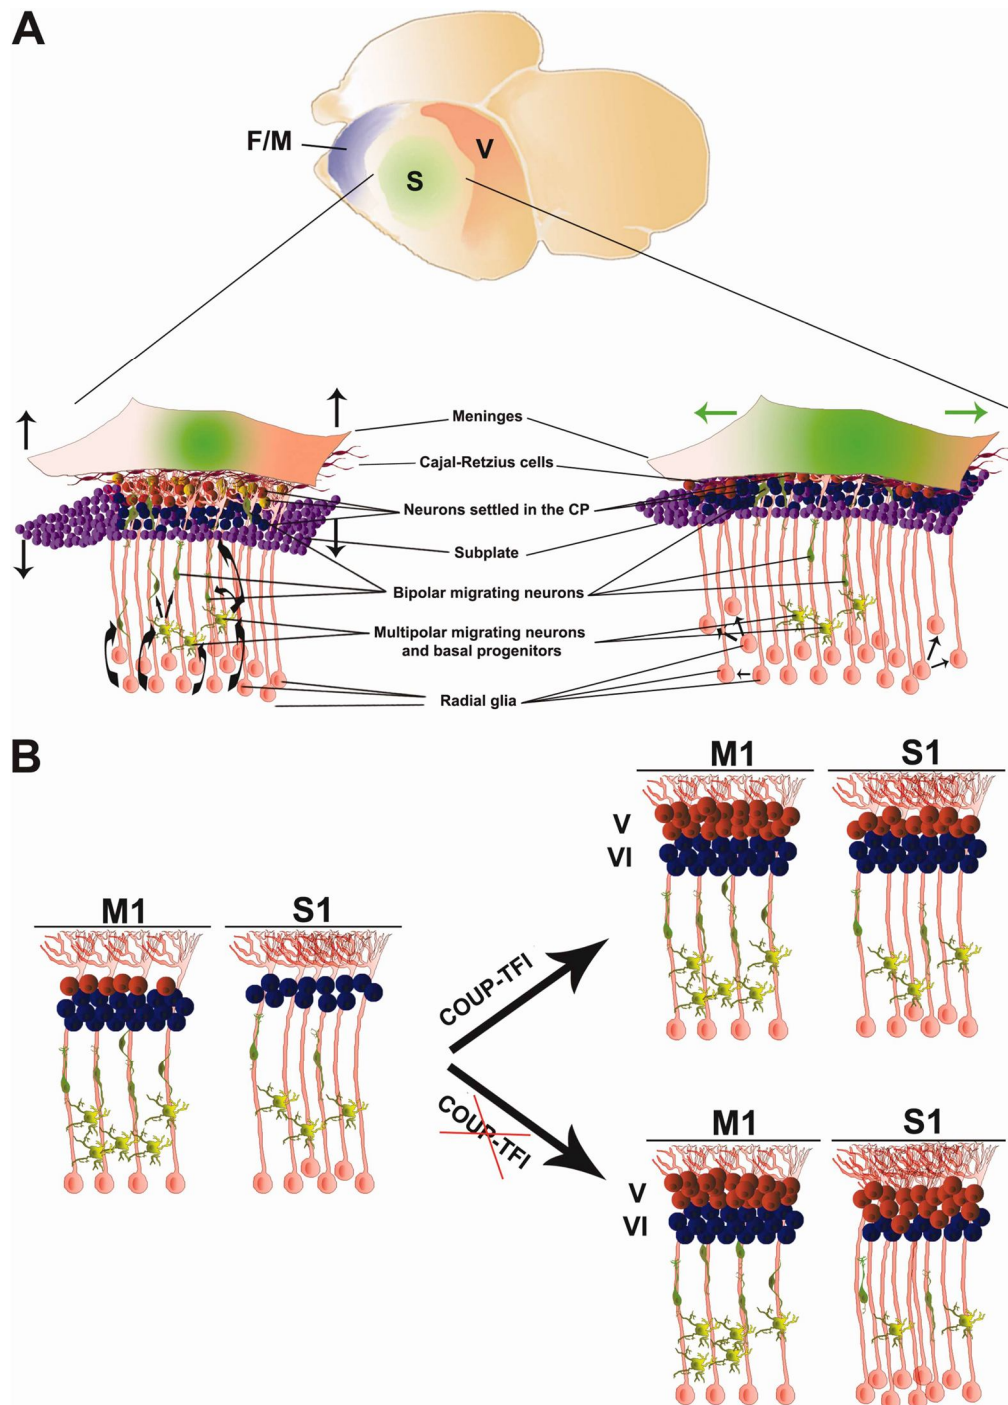 A
F/M
V
S
Meninges
Cajal-Retzius cells
Neurons settled in the CP
Subplate
Bipolar migrating neurons
Multipolar migrating neurons
and basal progenitors
Radial glia
B
M1
S1
V
VI
M1
S1
COUP-TFI
COUP-TFI
M1
S1
V
VI